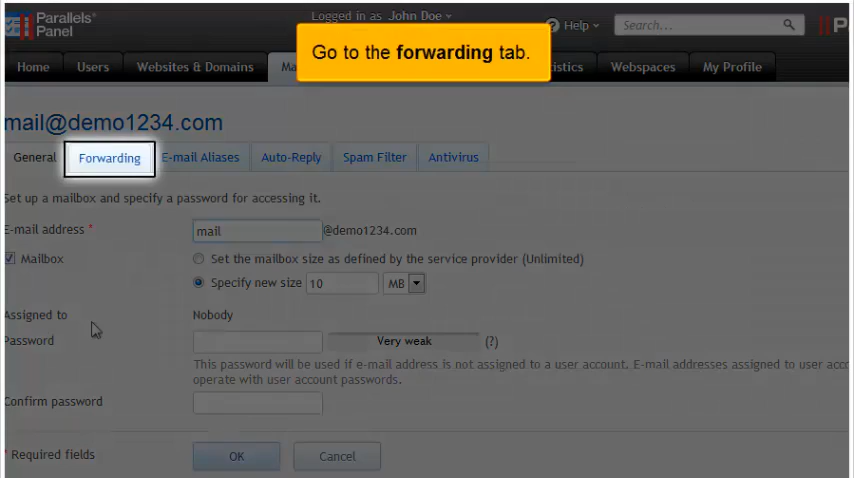 Parallels®
Panel
Logged in as John Doe
Help
Search...
P
Go to the forwarding tab.
Home
Users
Websites & Domains
Ma
tistics
Webspaces
My Profile
mail@demo1234.com
General
Forwarding
E-mail Aliases
Auto-Reply
Spam Filter
Antivirus
Set up a mailbox and specify a password for accessing it.
E-mail address *
mail
@demo1234.com
Mailbox
Set the mailbox size as defined by the service provider (Unlimited)
Specify new size
10
MB
Assigned to
Nobody
Password
Very weak
(?)
This password will be used if e-mail address is not assigned to a user account. E-mail addresses assigned to user acco
operate with user account passwords.
Confirm password
* Required fields
OK
Cancel